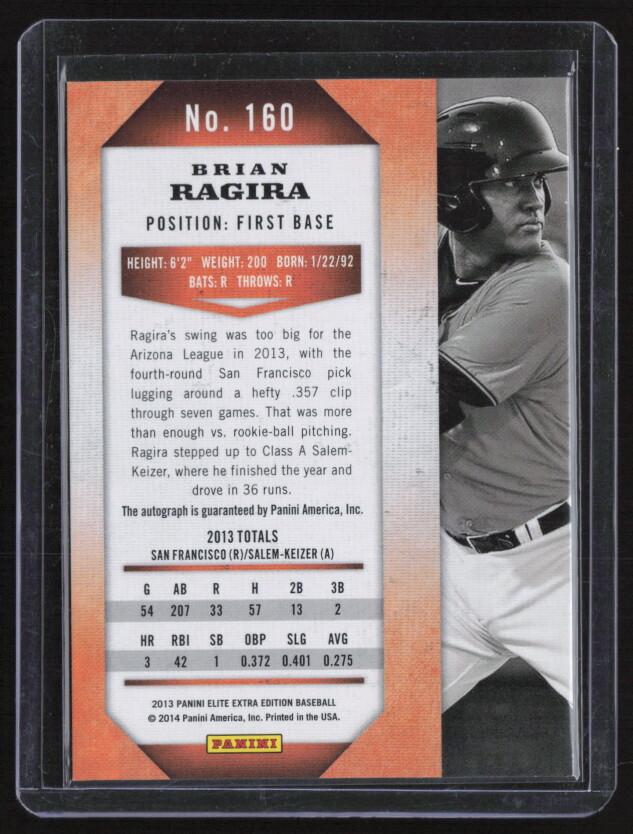 No. 160
BRIAN
RAGIRA
POSITION: FIRST BASE
HEIGHT: 6'2" WEIGHT: 200 BORN: 1/22/92
BATS: R THROWS: R
Ragira's swing was too big for the
Arizona League in 2013, with the
fourth-round San Francisco pick
lugging around a hefty .357 clip
through seven games. That was more
than enough vs. rookie-ball pitching.
Ragira stepped up to Class A Salem-
Keizer, where he finished the year and
drove in 36 runs.
The autograph is guaranteed by Panini America, Inc.
2013 TOTALS
SAN FRANCISCO (R)/SALEM-KEIZER (A)
G AB R H 2B 3B
54 207 33 57 13 2
HR RBI SB OBP SLG AVG
3 42 1 0.372 0.401 0.275
2013 PANINI ELITE EXTRA EDITION BASEBALL
© 2014 Panini America, Inc. Printed in the USA.
PANINI